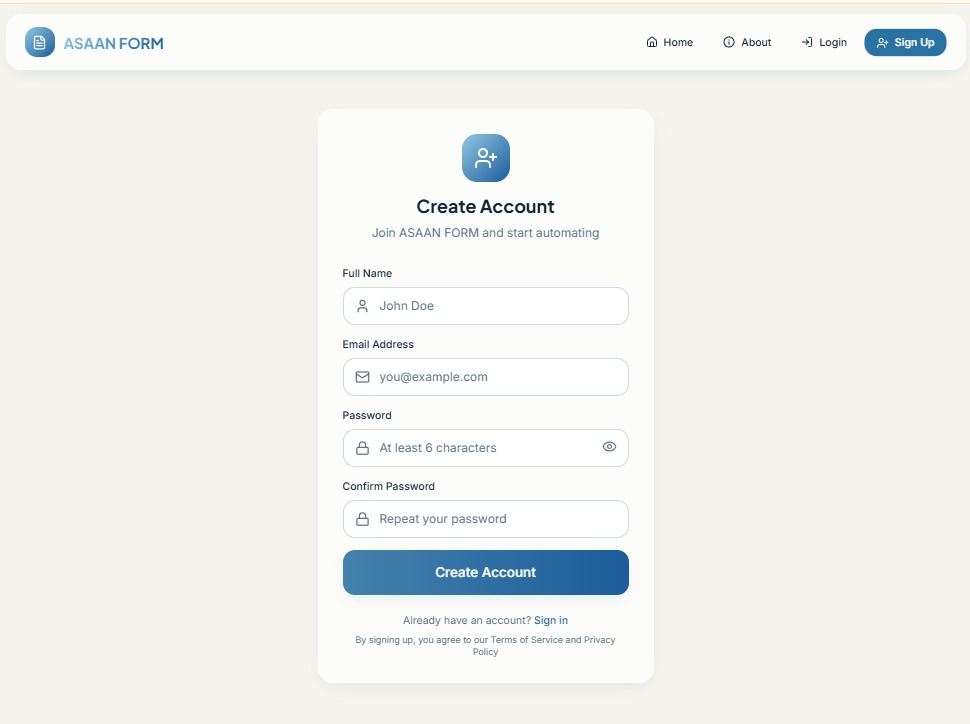 ASAAN FORM
Home
About
Login
Sign Up
Create Account
Join ASAAN FORM and start automating
Full Name
John Doe
Email Address
you@example.com
Password
At least 6 characters
Confirm Password
Repeat your password
Create Account
Already have an account? Sign in
By signing up, you agree to our Terms of Service and Privacy
Policy